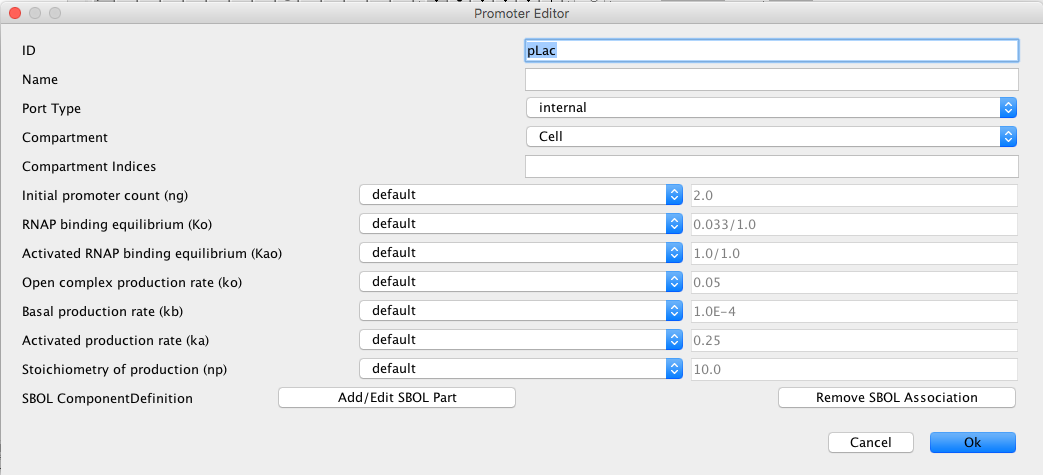 Promoter Editor
ID pLac
Name
Port Type internal
Compartment Cell
Compartment Indices
Initial promoter count (ng) default 2.0
RNAP binding equilibrium (Ko) default 0.033/1.0
Activated RNAP binding equilibrium (Kao) default 1.0/1.0
Open complex production rate (ko) default 0.05
Basal production rate (kb) default 1.0E-4
Activated production rate (ka) default 0.25
Stoichiometry of production (np) default 10.0
SBOL ComponentDefinition Add/Edit SBOL Part Remove SBOL Association
Cancel Ok